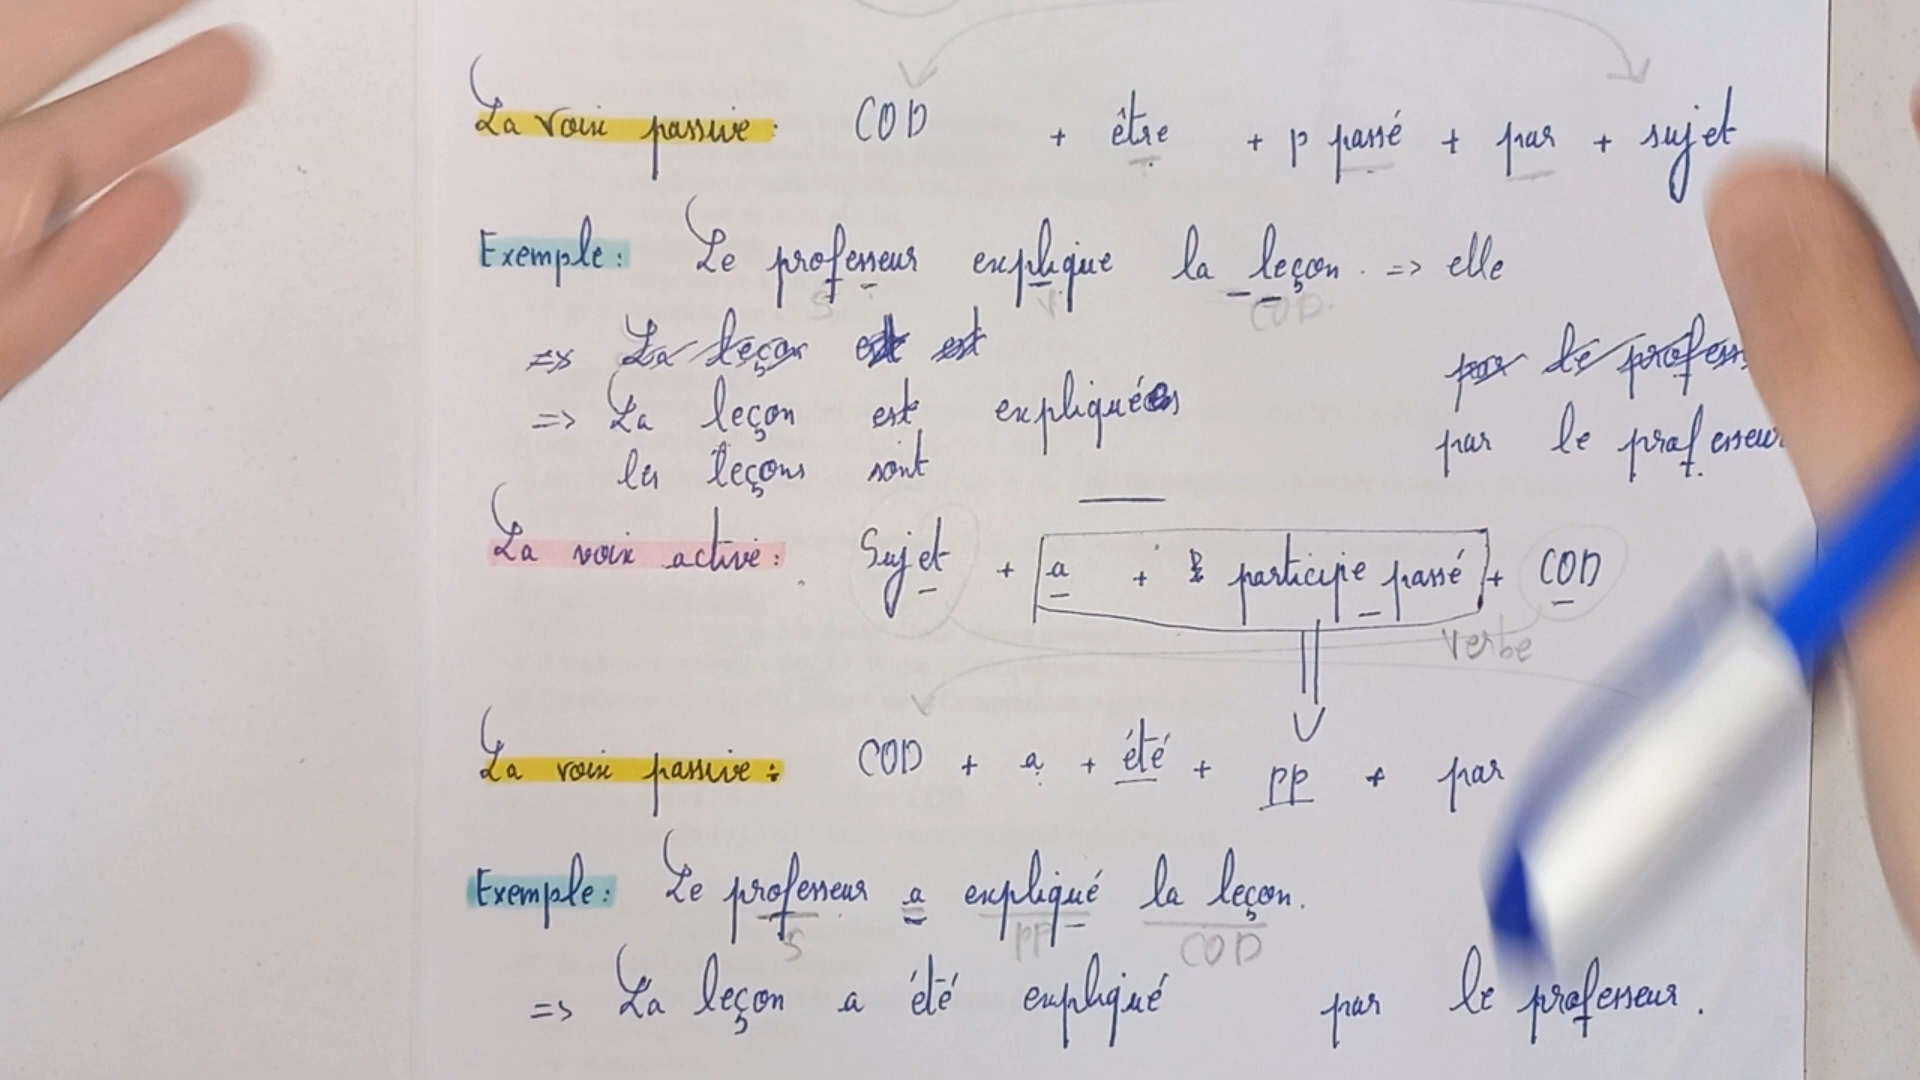 La voix passive: COD + être + p passé + par + sujet
Exemple: Le professeur explique la leçon. => elle
S V COD.
=> La leçon est est par le profess
=> La leçon est expliquées par le professeur
les leçons sont
La voix active: Sujet + a + participe passé + COD
verbe
La voix passive: COD + a + été + pp + par
Exemple: Le professeur a expliqué la leçon.
S PP COD
=> La leçon a été expliqué par le professeur.